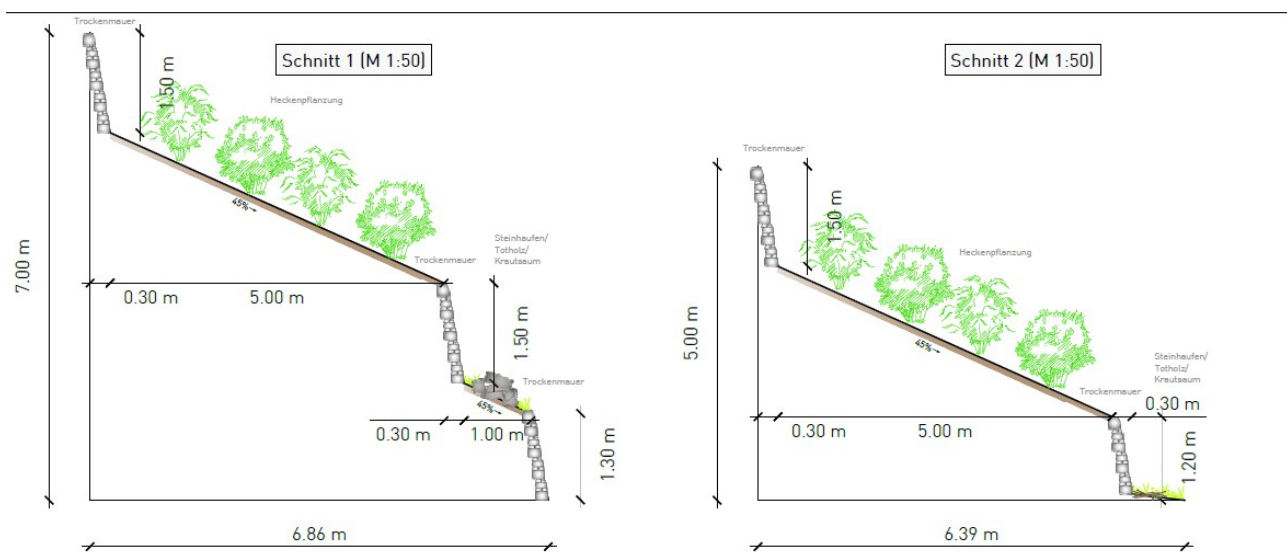 Trockenmauer
Schnitt 1 (M 1:50)
1.50 m
Heckenpflanzung
7.00 m
45%→
Steinhaufen/
Totholz/
Krautsaum
Trockenmauer
0.30 m
5.00 m
1.50 m
Trockenmauer
45%→
0.30 m
1.00 m
1.30 m
6.86 m
Schnitt 2 (M 1:50)
Trockenmauer
1.50 m
Heckenpflanzung
5.00 m
45%→
Steinhaufen/
Totholz/
Krautsaum
Trockenmauer
0.30 m
0.30 m
5.00 m
1.20 m
6.39 m